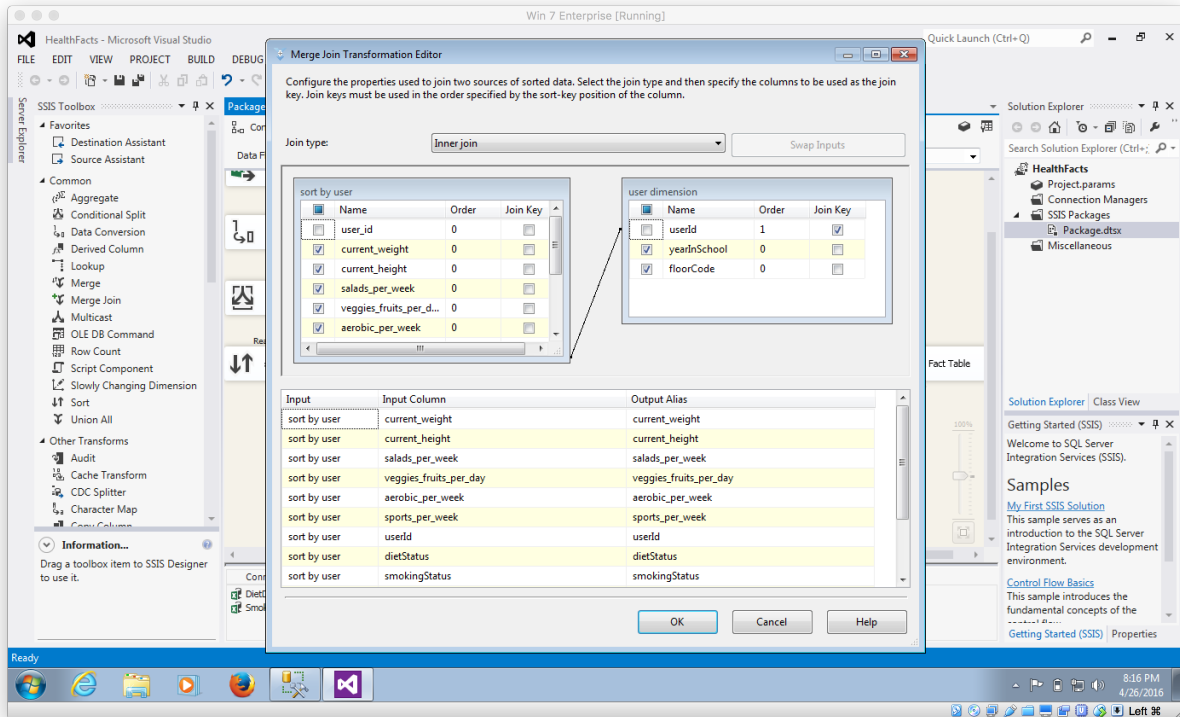 Win 7 Enterprise [Running]
HealthFacts - Microsoft Visual Studio
Quick Launch (Ctrl+Q)
FILE EDIT VIEW PROJECT BUILD DEBUG
Server Explorer
SSIS Toolbox
Favorites
Destination Assistant
Source Assistant
Common
Aggregate
Conditional Split
Data Conversion
Derived Column
Lookup
Merge
Merge Join
Multicast
OLE DB Command
Row Count
Script Component
Slowly Changing Dimension
Sort
Union All
Other Transforms
Audit
Cache Transform
CDC Splitter
Character Map
Copy Column
Information...
Drag a toolbox item to SSIS Designer
to use it.
Package
Con
Data F
Rea
Fact Table
100%
Conn
DietD
Smol
Merge Join Transformation Editor
Configure the properties used to join two sources of sorted data. Select the join type and then specify the columns to be used as the join
key. Join keys must be used in the order specified by the sort-key position of the column.
Join type:
Inner join
Swap Inputs
sort by user
Name Order Join Key
user_id 0
current_weight 0
current_height 0
salads_per_week 0
veggies_fruits_per_d... 0
aerobic_per_week 0
user dimension
Name Order Join Key
userId 1
yearInSchool 0
floorCode 0
Input Input Column Output Alias
sort by user current_weight current_weight
sort by user current_height current_height
sort by user salads_per_week salads_per_week
sort by user veggies_fruits_per_day veggies_fruits_per_day
sort by user aerobic_per_week aerobic_per_week
sort by user sports_per_week sports_per_week
sort by user userId userId
sort by user dietStatus dietStatus
sort by user smokingStatus smokingStatus
OK Cancel Help
Solution Explorer
Search Solution Explorer (Ctrl+;
HealthFacts
Project.params
Connection Managers
SSIS Packages
Package.dtsx
Miscellaneous
Solution Explorer Class View
Getting Started (SSIS)
Welcome to SQL Server
Integration Services (SSIS).
Samples
My First SSIS Solution
This sample serves as an
introduction to the SQL Server
Integration Services development
environment.
Control Flow Basics
This sample introduces the
fundamental concepts of the
control flow
Getting Started (SSIS) Properties
Ready
8:16 PM
4/26/2016
Left ⌘